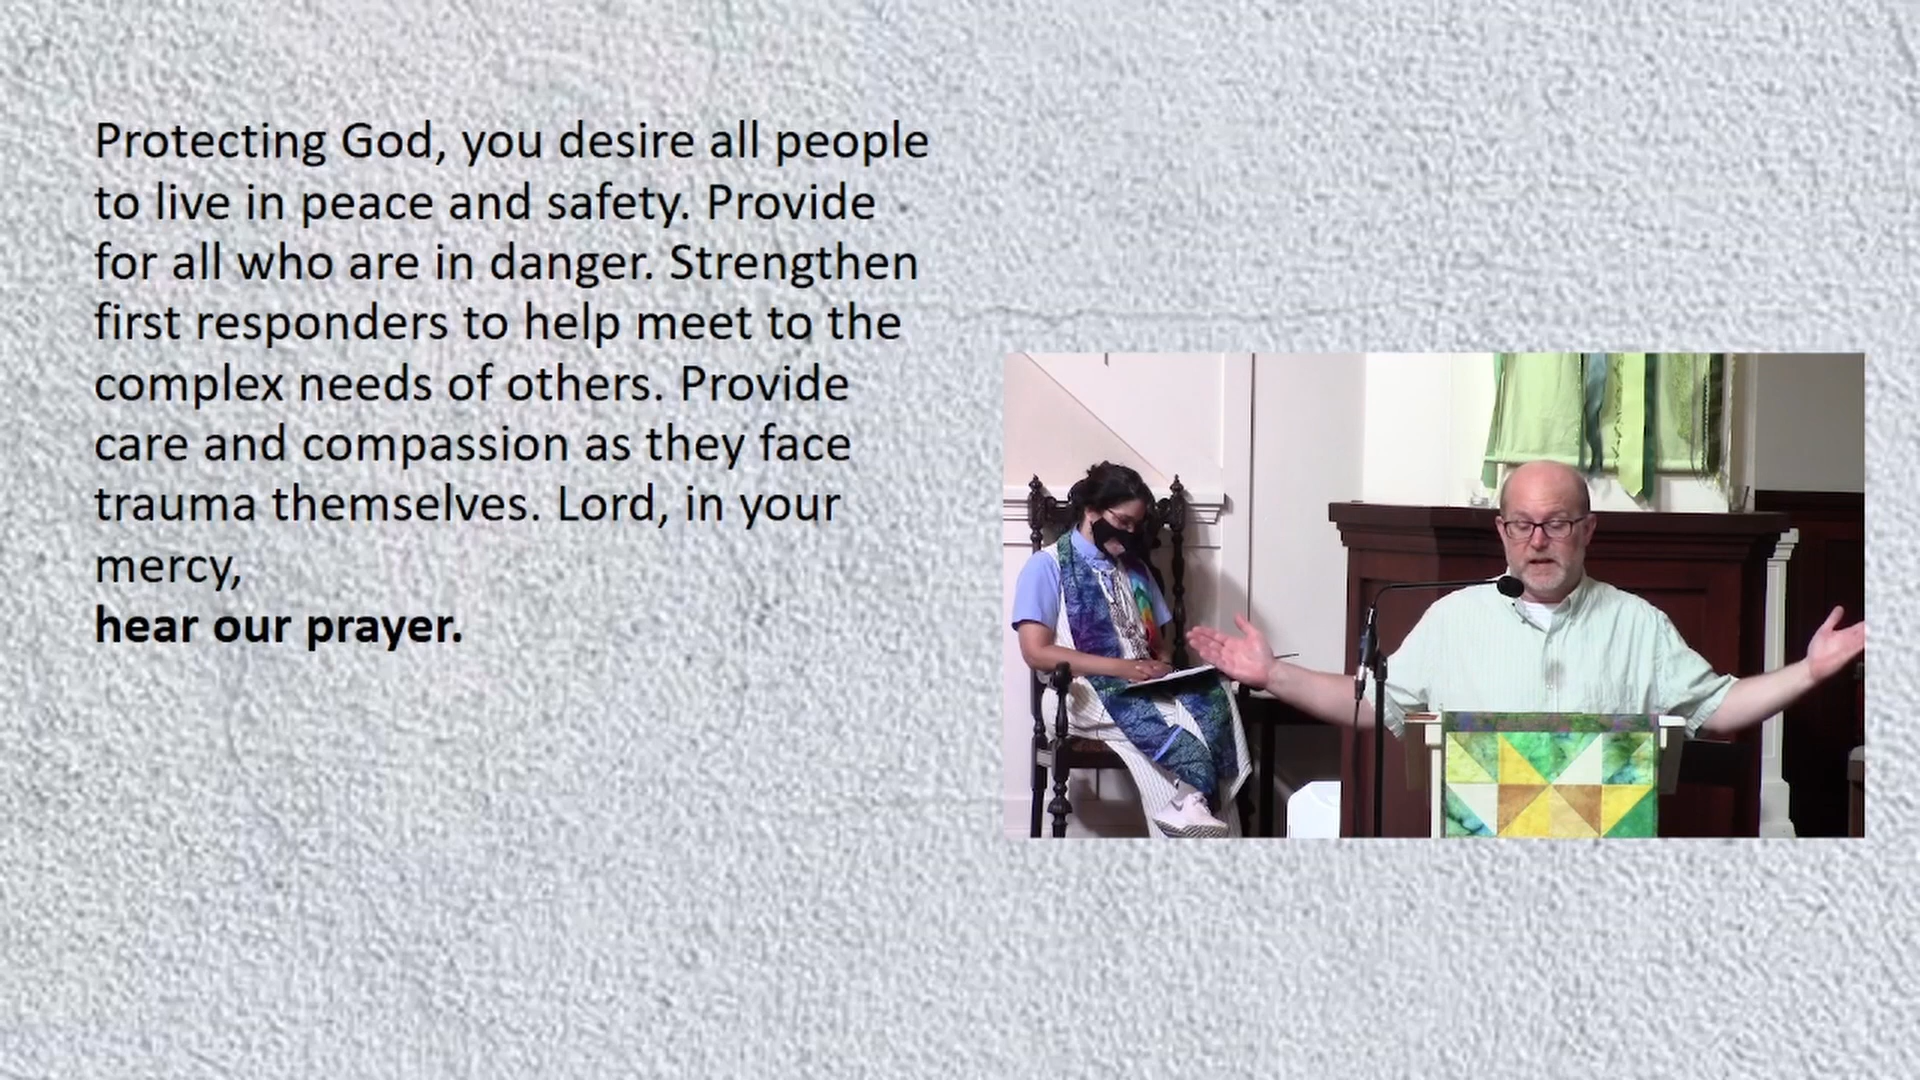 Protecting God, you desire all people
to live in peace and safety. Provide
for all who are in danger. Strengthen
first responders to help meet to the
complex needs of others. Provide
care and compassion as they face
trauma themselves. Lord, in your
mercy,
hear our prayer.